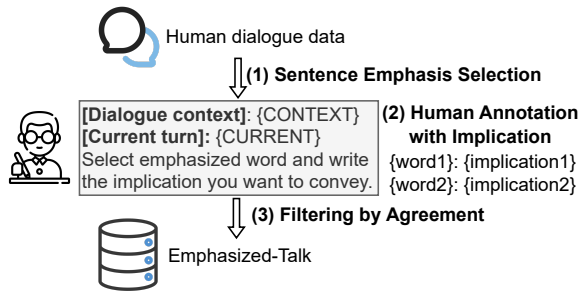 Human dialogue data
(1) Sentence Emphasis Selection
[Dialogue context]: {CONTEXT}
[Current turn]: {CURRENT}
Select emphasized word and write
the implication you want to convey.
(2) Human Annotation
with Implication
{word1}: {implication1}
{word2}: {implication2}
(3) Filtering by Agreement
Emphasized-Talk